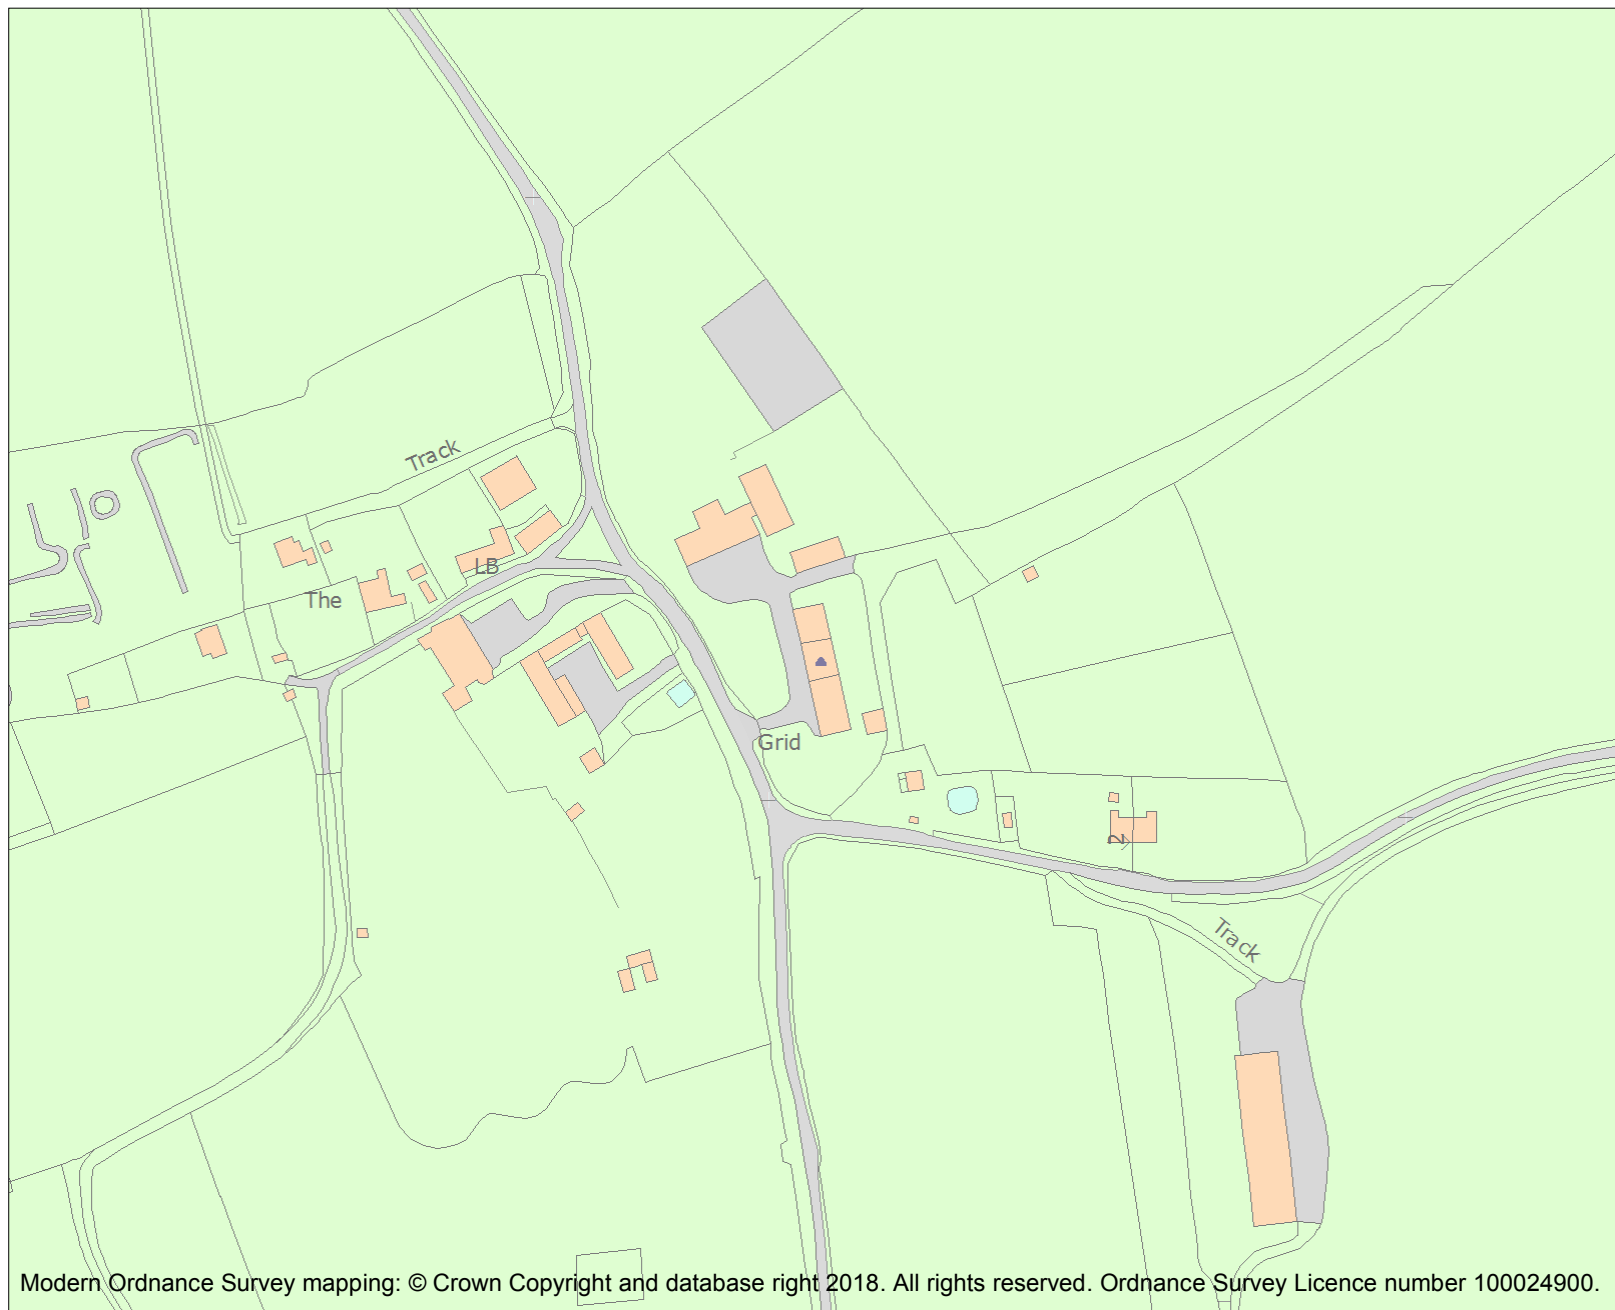 Track
LB
The
Grid
2
Track
Modern Ordnance Survey mapping: © Crown Copyright and database right 2018. All rights reserved. Ordnance Survey Licence number 100024900.